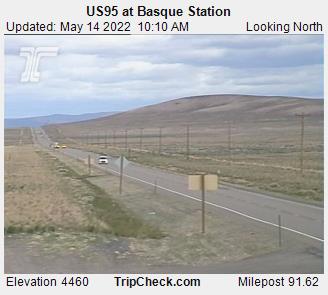 US95 at Basque Station
Updated: May 14 2022 10:10 AM Looking North
Elevation 4460 TripCheck.com Milepost 91.62